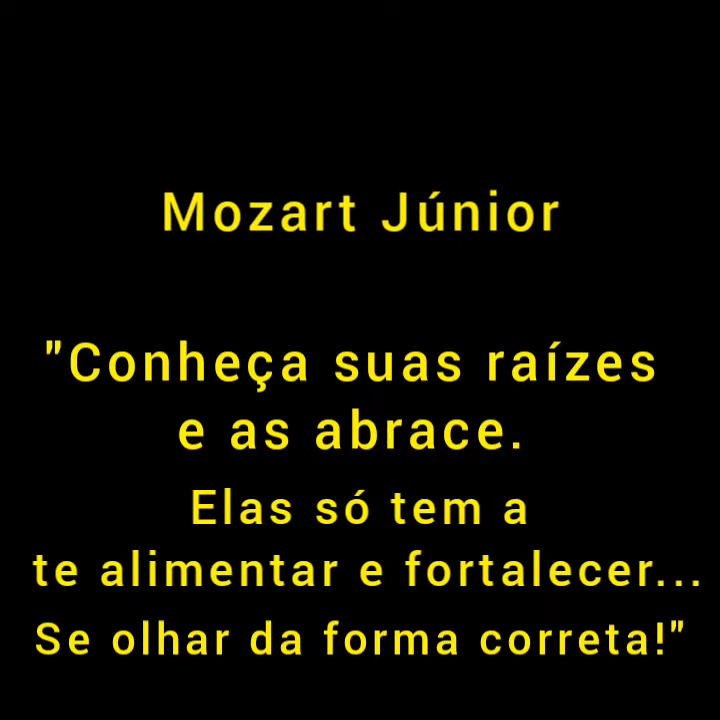 Mozart Júnior
"Conheça suas raízes
e as abrace.
Elas só tem a
te alimentar e fortalecer...
Se olhar da forma correta!"